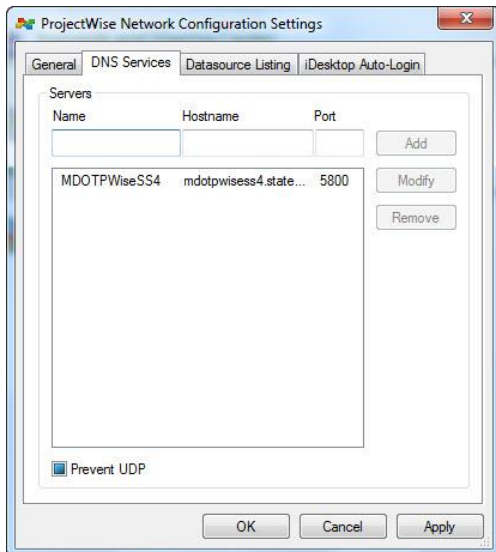 ProjectWise Network Configuration Settings
General DNS Services Datasource Listing iDesktop Auto-Login
Servers
Name Hostname Port
Add
MDOTPWiseSS4 mdotpwisess4.state... 5800 Modify
Remove
Prevent UDP
OK Cancel Apply